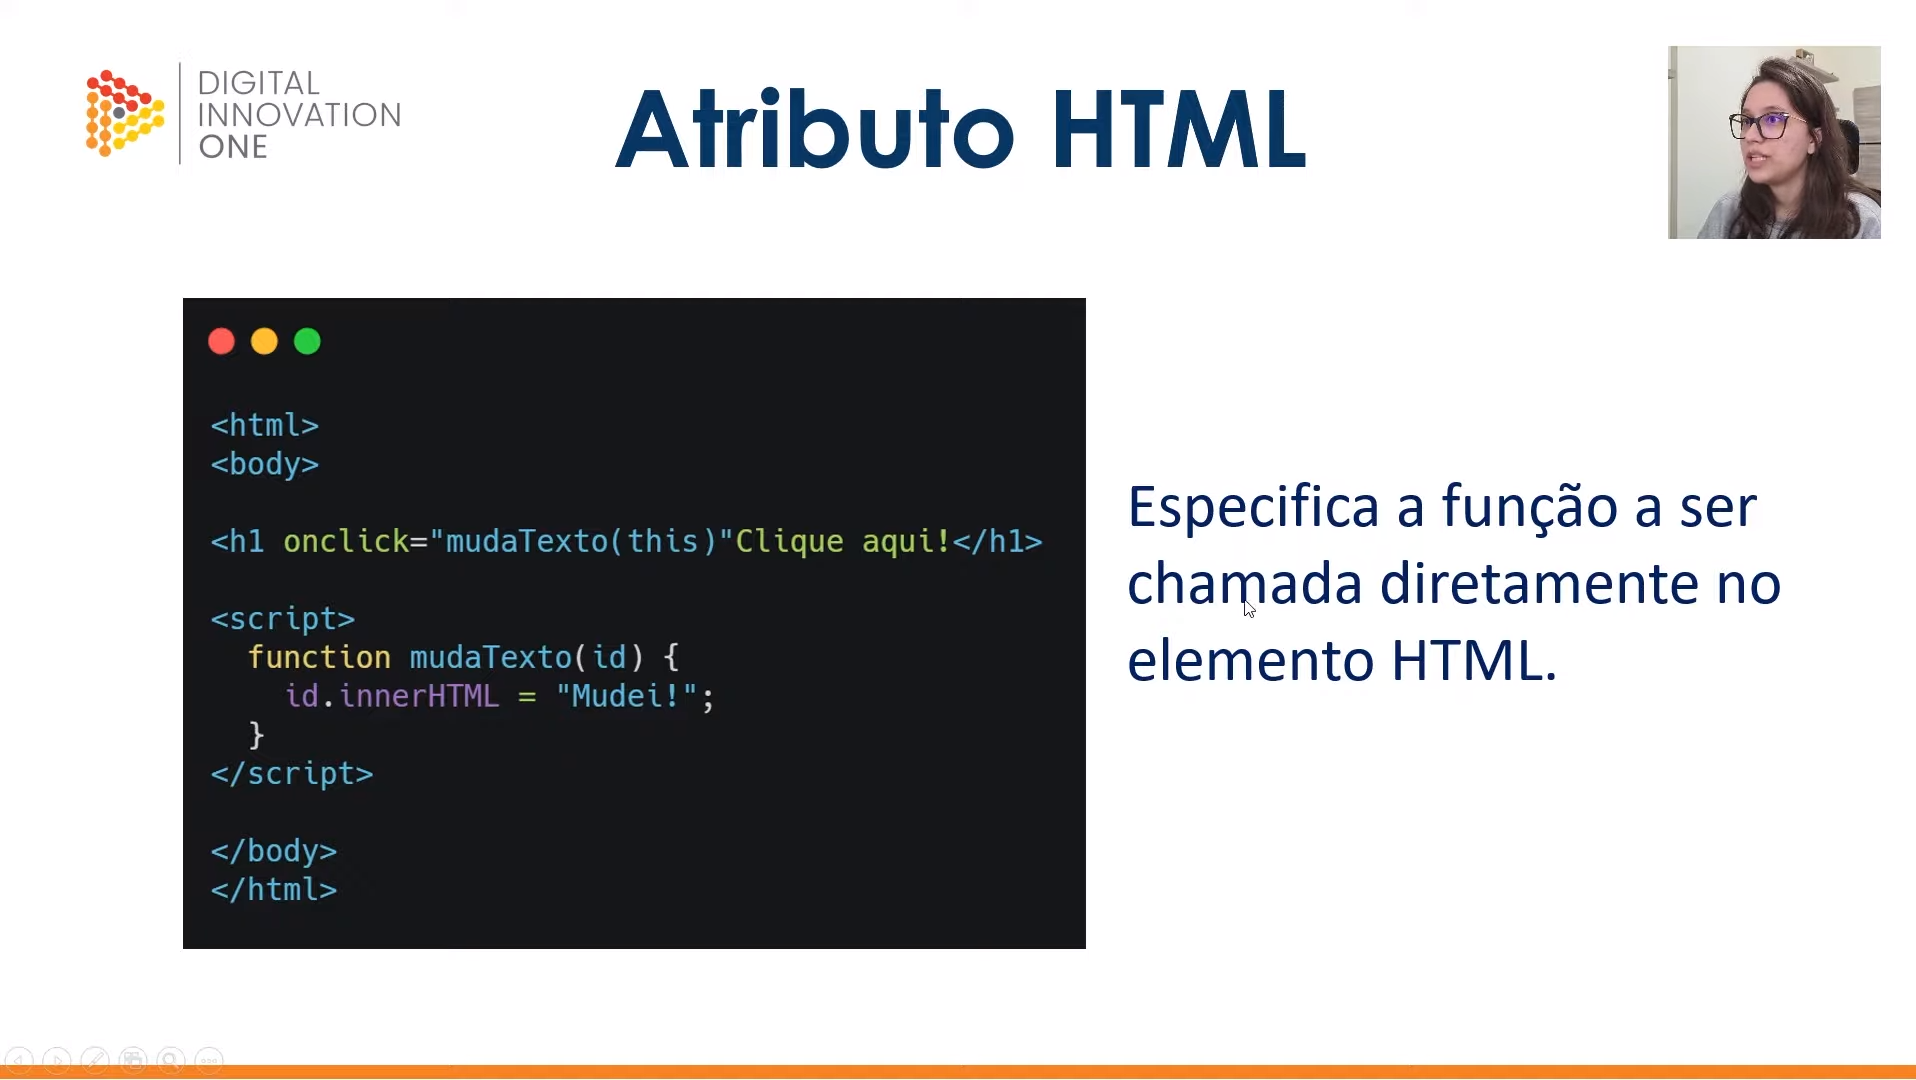 DIGITAL
INNOVATION
ONE
Atributo HTML
<html>
<body>
<h1 onclick="mudaTexto(this)"Clique aqui!</h1>
<script>
function mudaTexto(id) {
id.innerHTML = "Mudei!";
}
</script>
</body>
</html>
Especifica a função a ser
chamada diretamente no
elemento HTML.